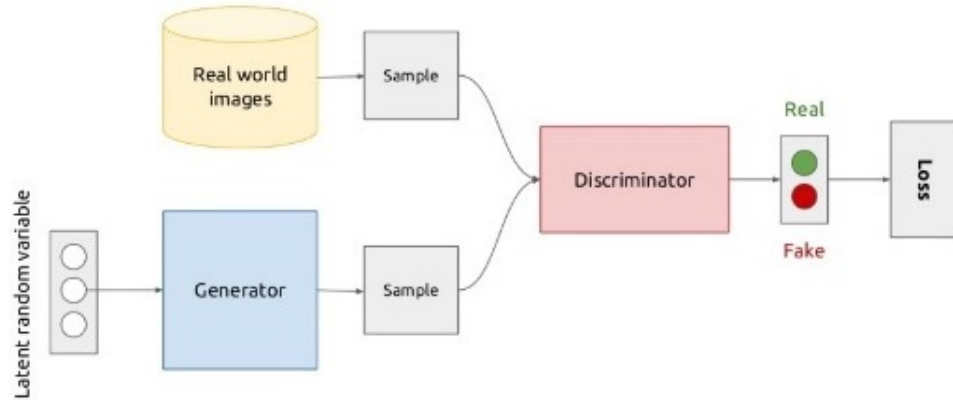 Real world
images
Sample
Real
Discriminator
Loss
Fake
Latent random variable
Generator
Sample